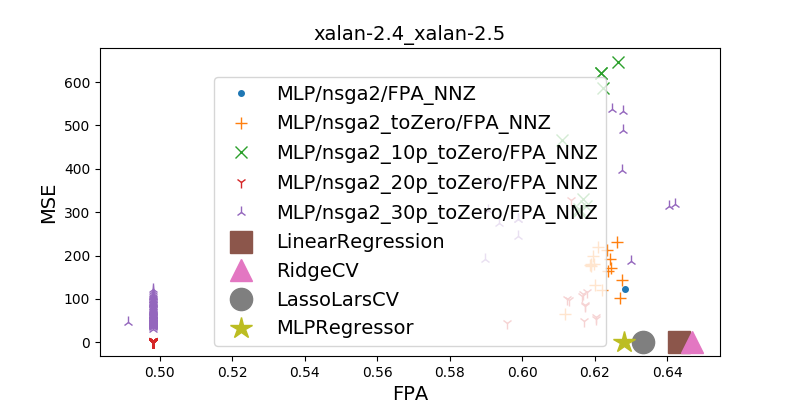 xalan-2.4_xalan-2.5
MSE
600
500
400
300
200
100
0
MLP/nsga2/FPA_NNZ
MLP/nsga2_toZero/FPA_NNZ
MLP/nsga2_10p_toZero/FPA_NNZ
MLP/nsga2_20p_toZero/FPA_NNZ
MLP/nsga2_30p_toZero/FPA_NNZ
LinearRegression
RidgeCV
LassoLarsCV
MLPRegressor
0.50 0.52 0.54 0.56 0.58 0.60 0.62 0.64
FPA